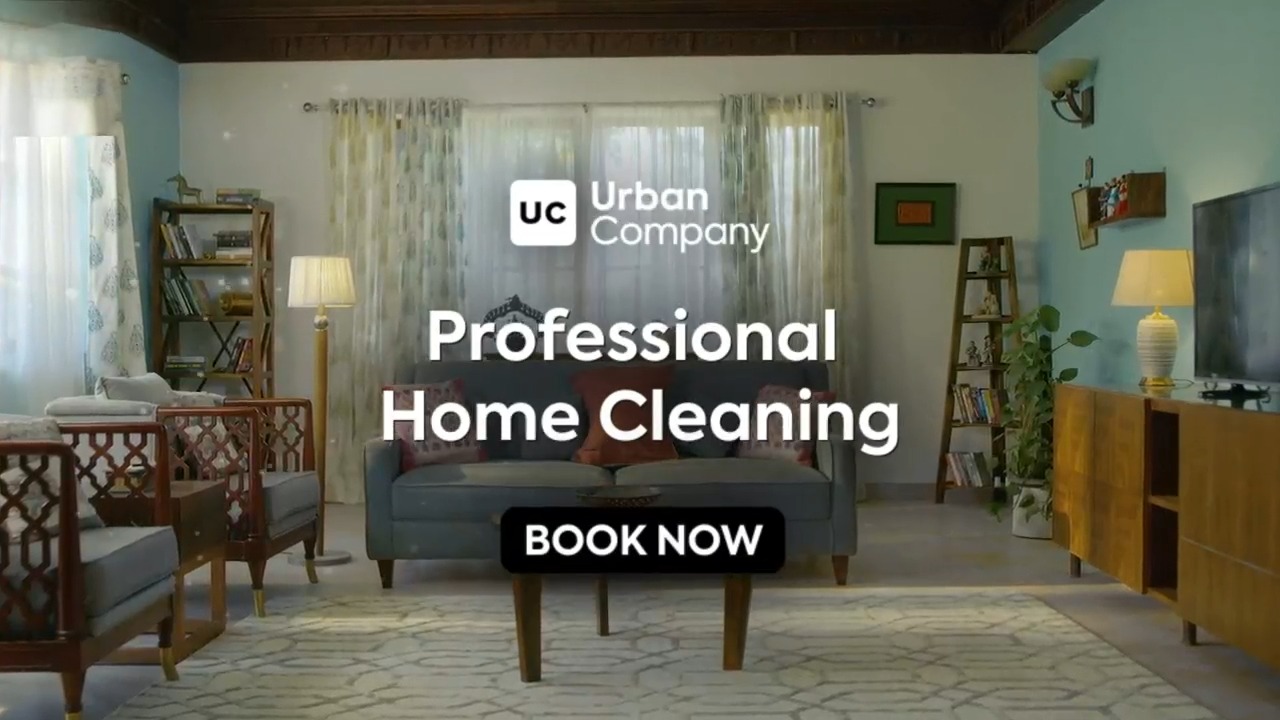 UC
Urban
Company
Professional
Home Cleaning
BOOK NOW